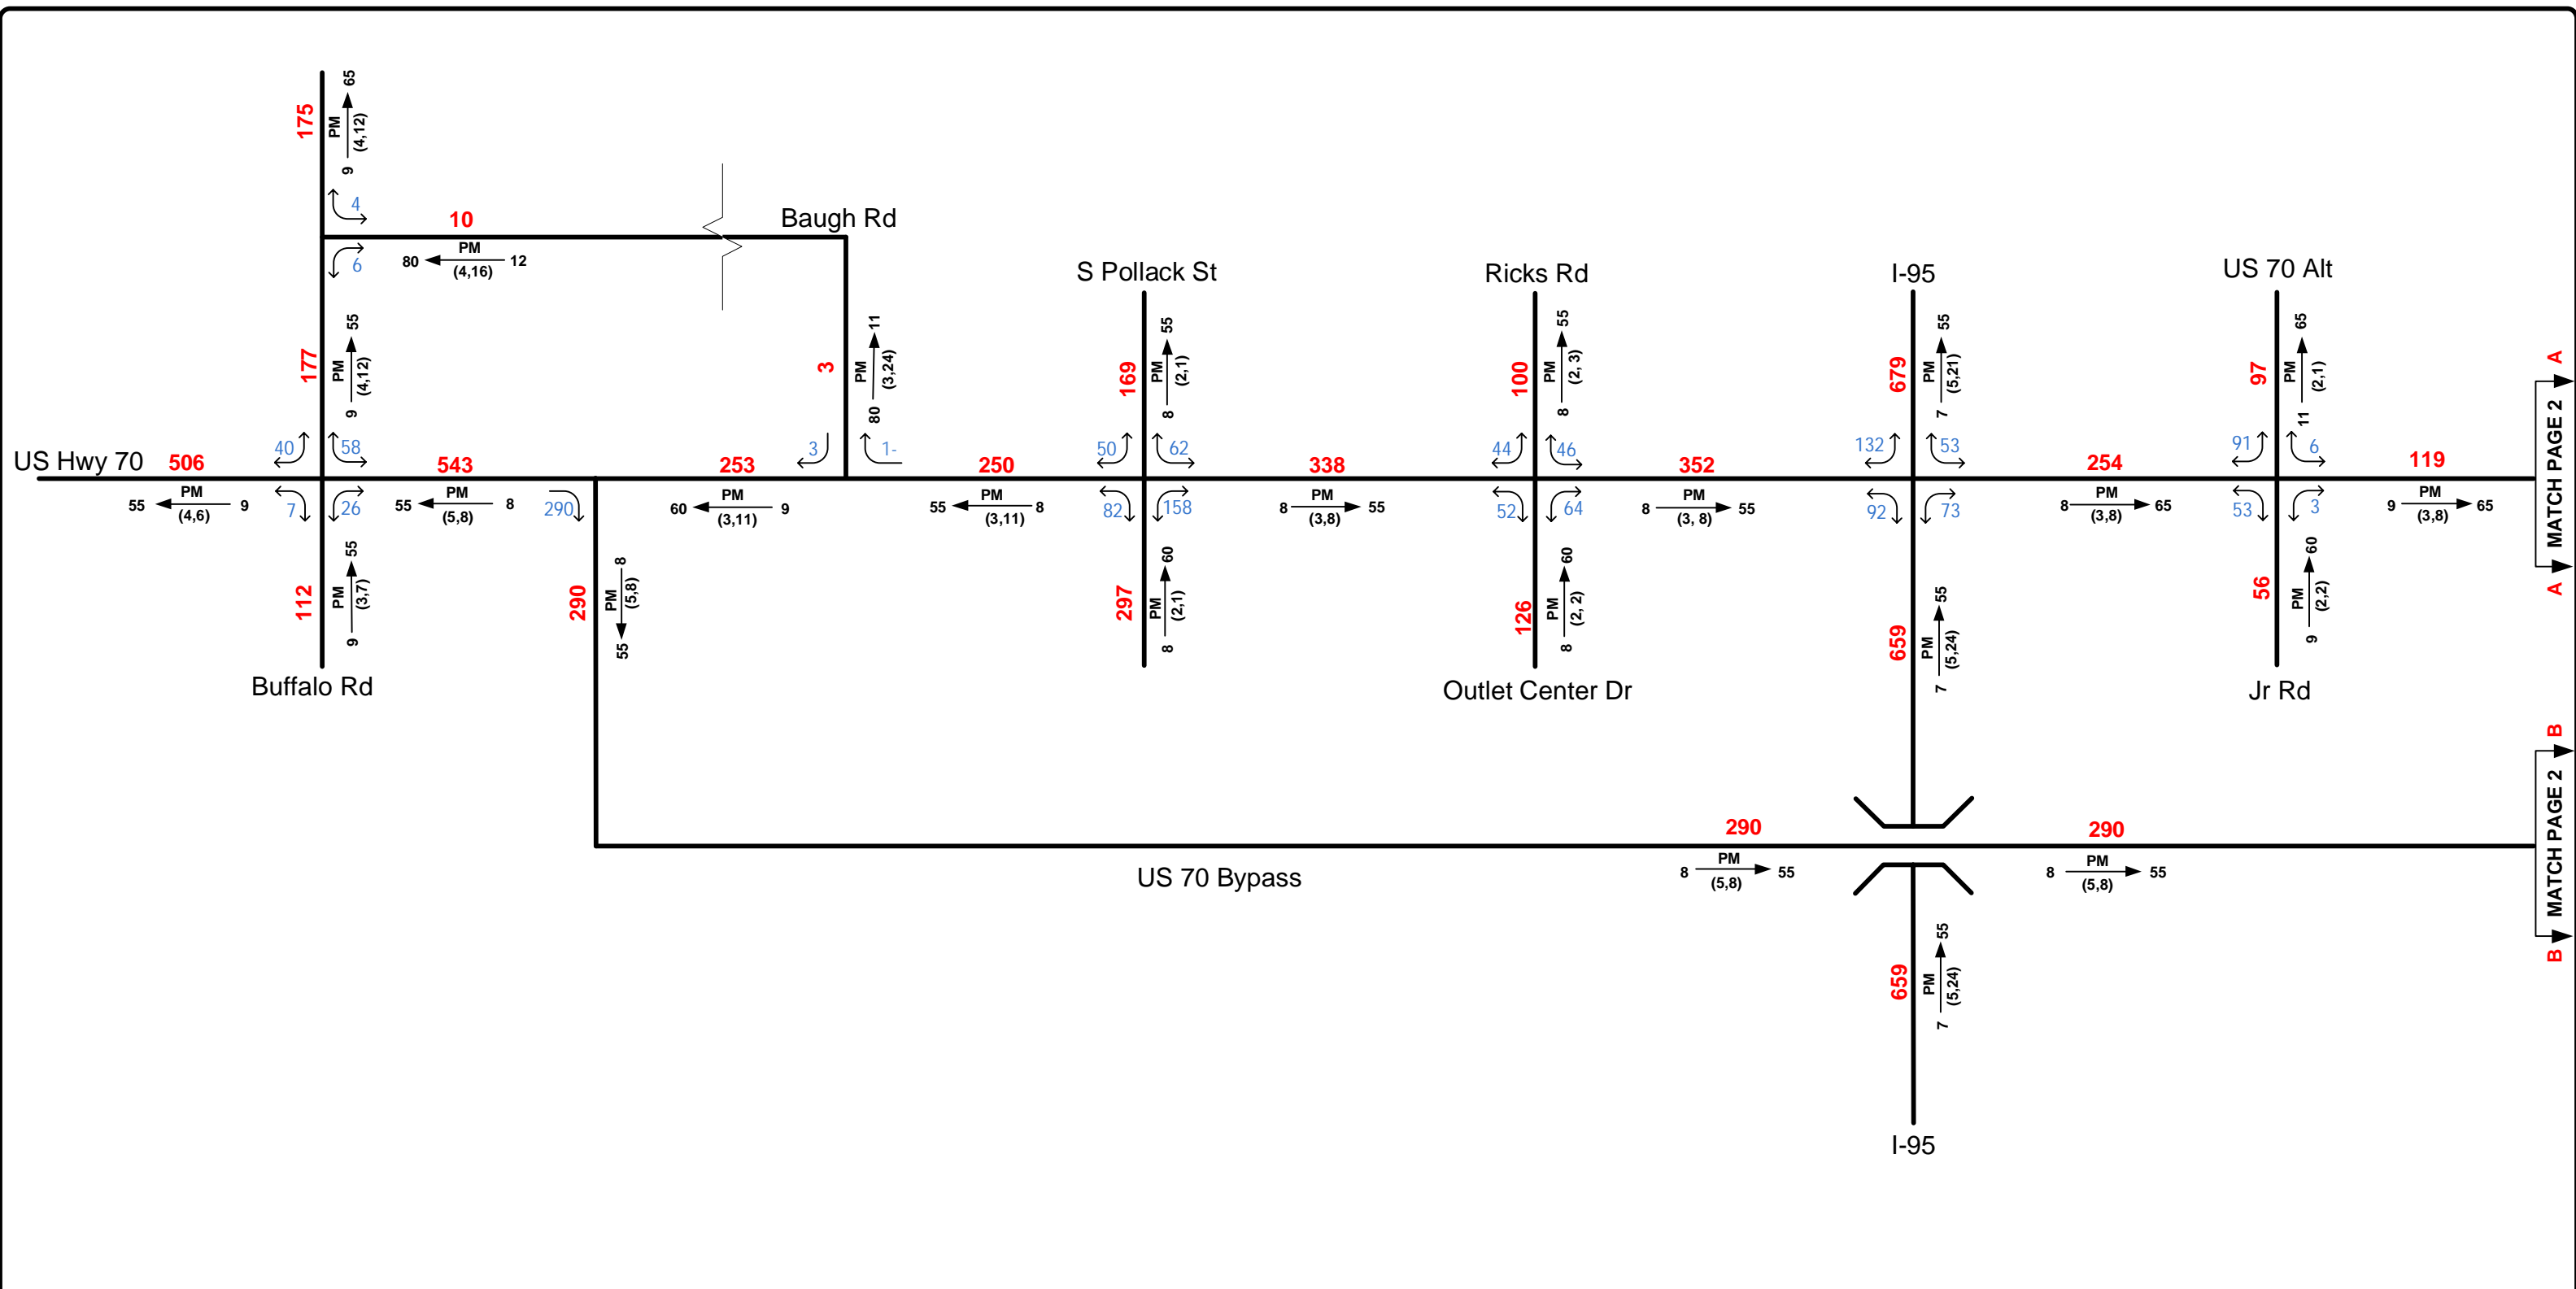 175
9 PM 65
(4,12)
4
10
Baugh Rd
6
80 PM 12
(4,16)
S Pollack St
Ricks Rd
I-95
US 70 Alt
177
9 PM 55
(4,12)
3
80 PM 11
(3,24)
169
8 PM 55
(2,1)
100
8 PM 55
(2, 3)
679
7 PM 55
(5,21)
97
11 PM 65
(2,1)
40
58
3
1-
50
62
44
46
132
53
91
6
US Hwy 70
506
543
253
250
338
352
254
119
55 PM 9
(4,6)
7
26
55 PM 8
(5,8)
290
60 PM 9
(3,11)
55 PM 8
(3,11)
82
158
8 PM 55
(3,8)
52
64
8 PM 55
(3, 8)
92
73
8 PM 65
(3,8)
53
3
9 PM 65
(3,8)
A MATCH PAGE 2 A
112
9 PM 55
(3,7)
290
55 PM 8
(5,8)
297
8 PM 60
(2,1)
126
8 PM 60
(2, 2)
659
7 PM 55
(5,24)
56
9 PM 60
(2,2)
Buffalo Rd
Outlet Center Dr
Jr Rd
290
290
8 PM 55
(5,8)
8 PM 55
(5,8)
US 70 Bypass
B MATCH PAGE 2 B
659
7 PM 55
(5,24)
I-95